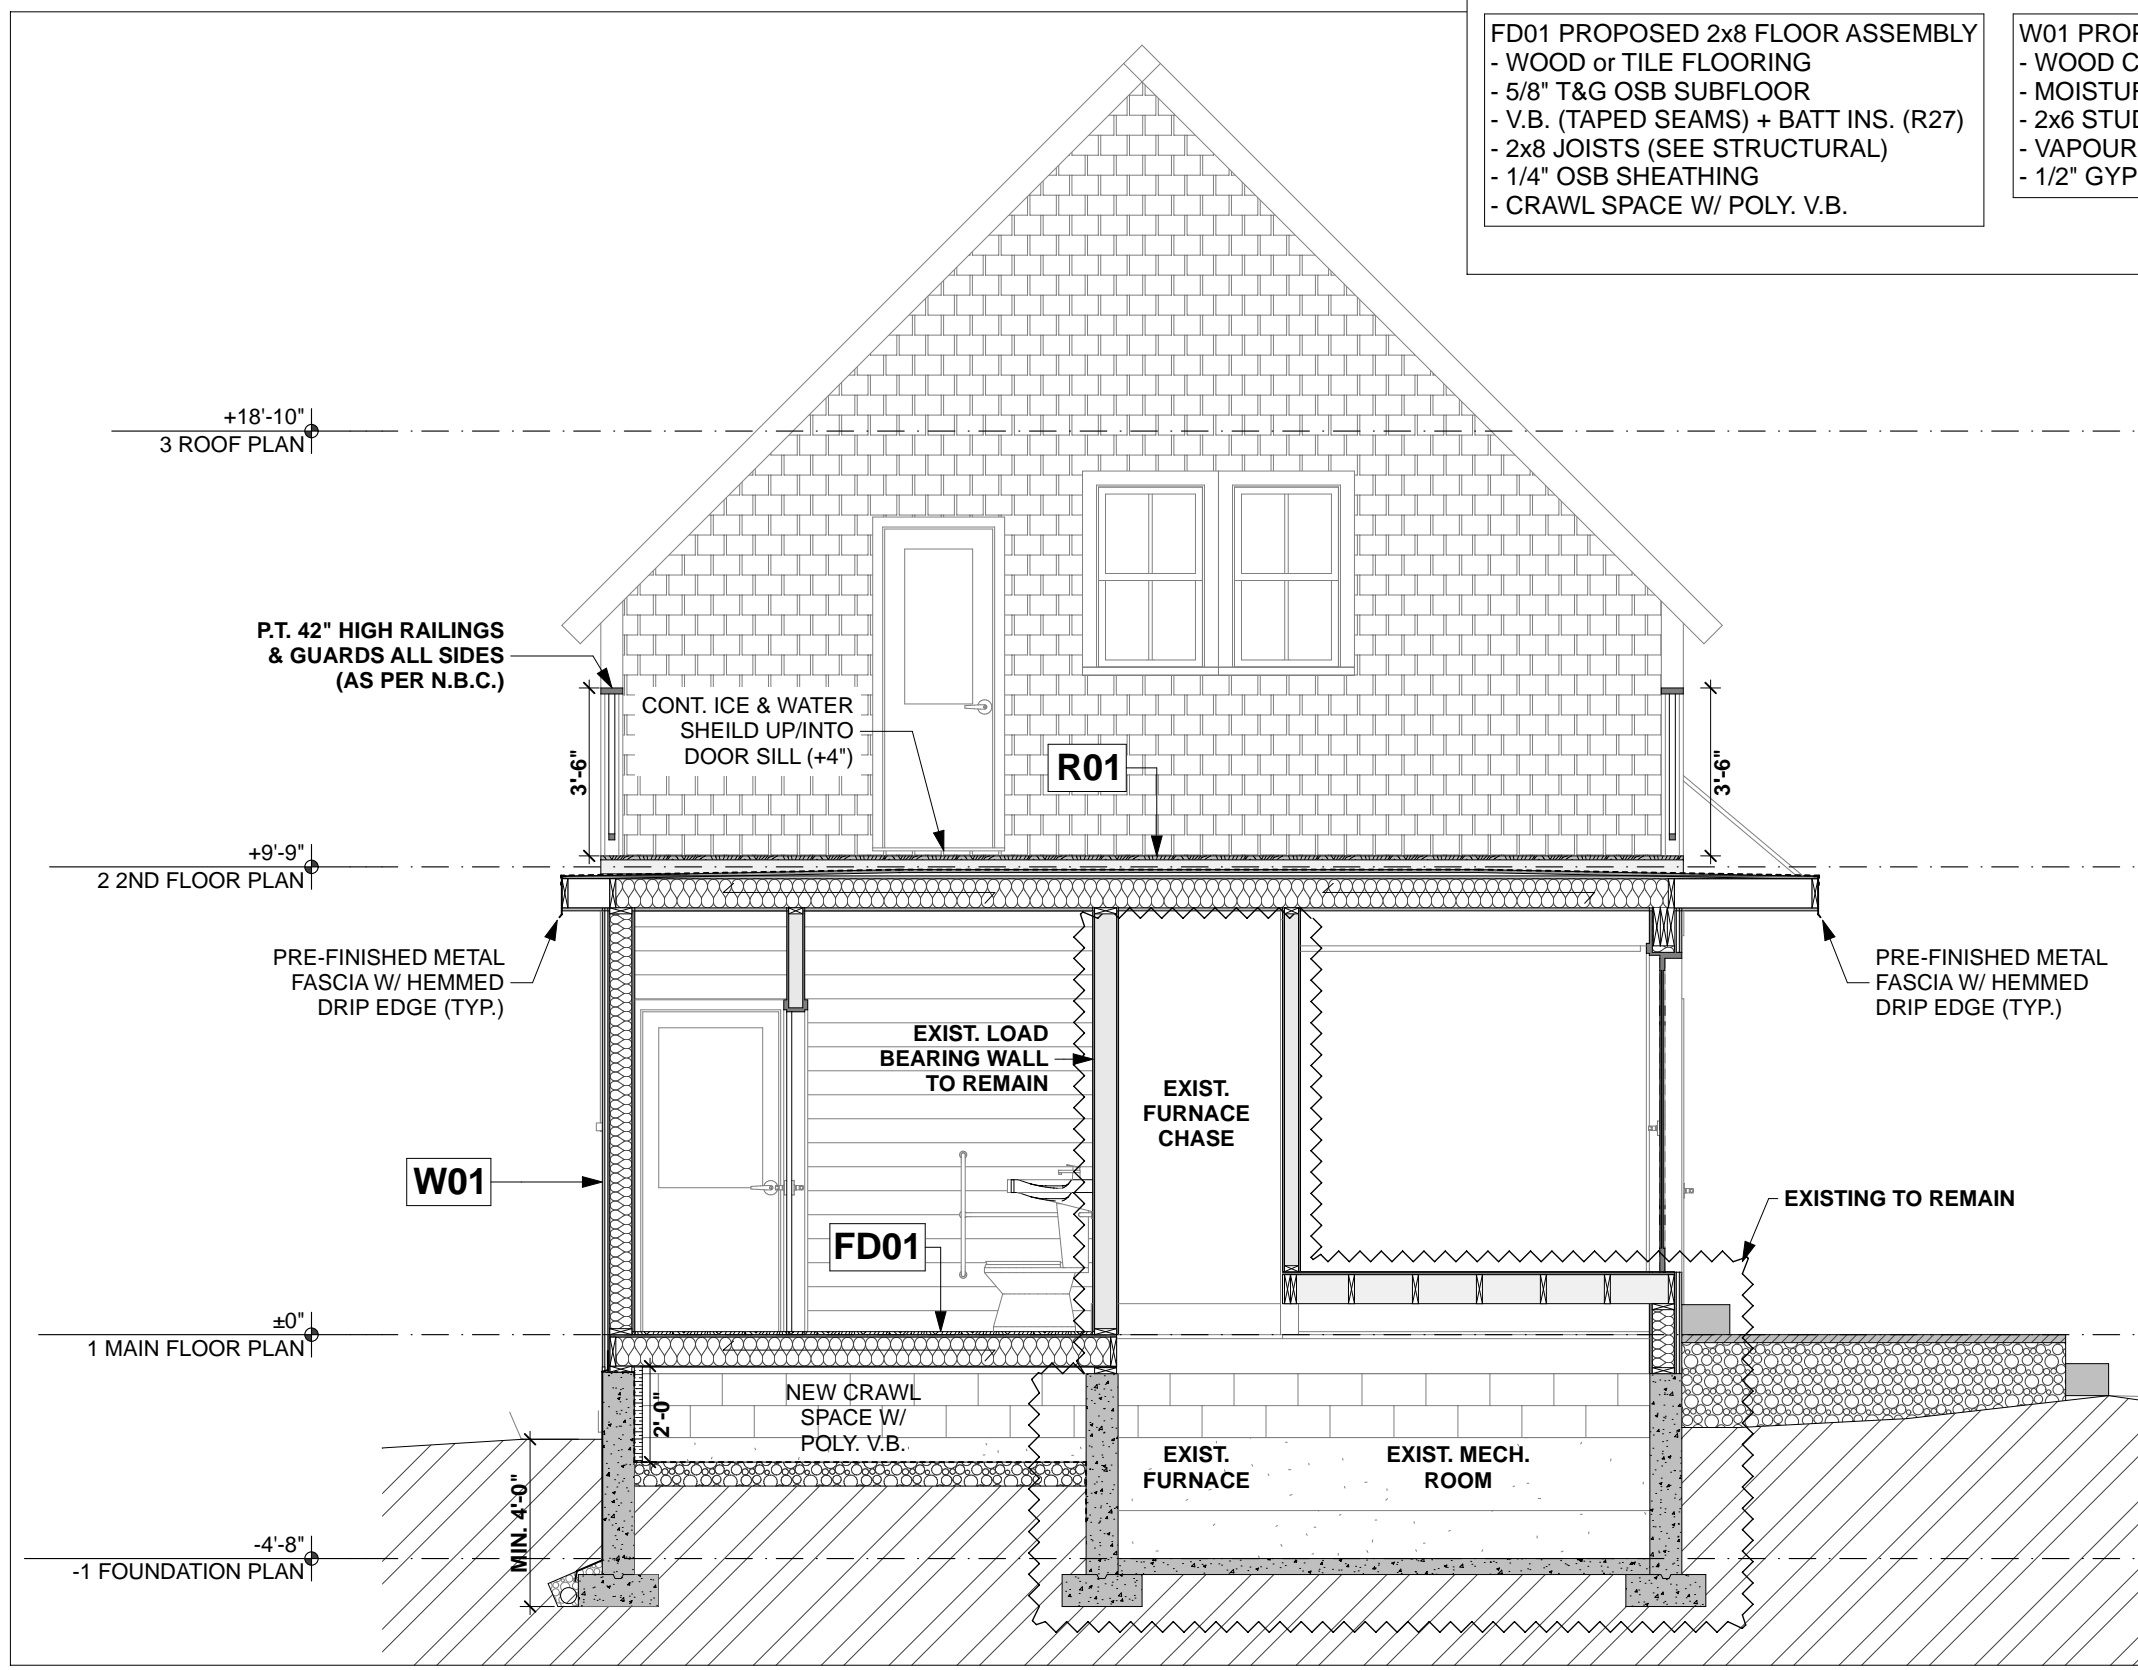 FD01 PROPOSED 2x8 FLOOR ASSEMBLY
- WOOD or TILE FLOORING
- 5/8" T&G OSB SUBFLOOR
- V.B. (TAPED SEAMS) + BATT INS. (R27)
- 2x8 JOISTS (SEE STRUCTURAL)
- 1/4" OSB SHEATHING
- CRAWL SPACE W/ POLY. V.B.
W01
- WOOD
- 2x6
- VAPOUR
- 1/2"
+18'-10"
3 ROOF PLAN
P.T. 42" HIGH RAILINGS
& GUARDS ALL SIDES
(AS PER N.B.C.)
CONT. ICE & WATER
SHEILD UP/INTO
DOOR SILL (+4")
R01
3'-6"
3'-6"
+9'-9"
2 2ND FLOOR PLAN
PRE-FINISHED METAL
FASCIA W/ HEMMED
DRIP EDGE (TYP.)
PRE-FINISHED METAL
FASCIA W/ HEMMED
DRIP EDGE (TYP.)
EXIST. LOAD
BEARING WALL
TO REMAIN
EXIST.
FURNACE
CHASE
W01
EXISTING TO REMAIN
FD01
±0"
1 MAIN FLOOR PLAN
NEW CRAWL
SPACE W/
POLY. V.B.
2'-0"
EXIST.
FURNACE
EXIST. MECH.
ROOM
MIN. 4'-0"
-4'-8"
-1 FOUNDATION PLAN